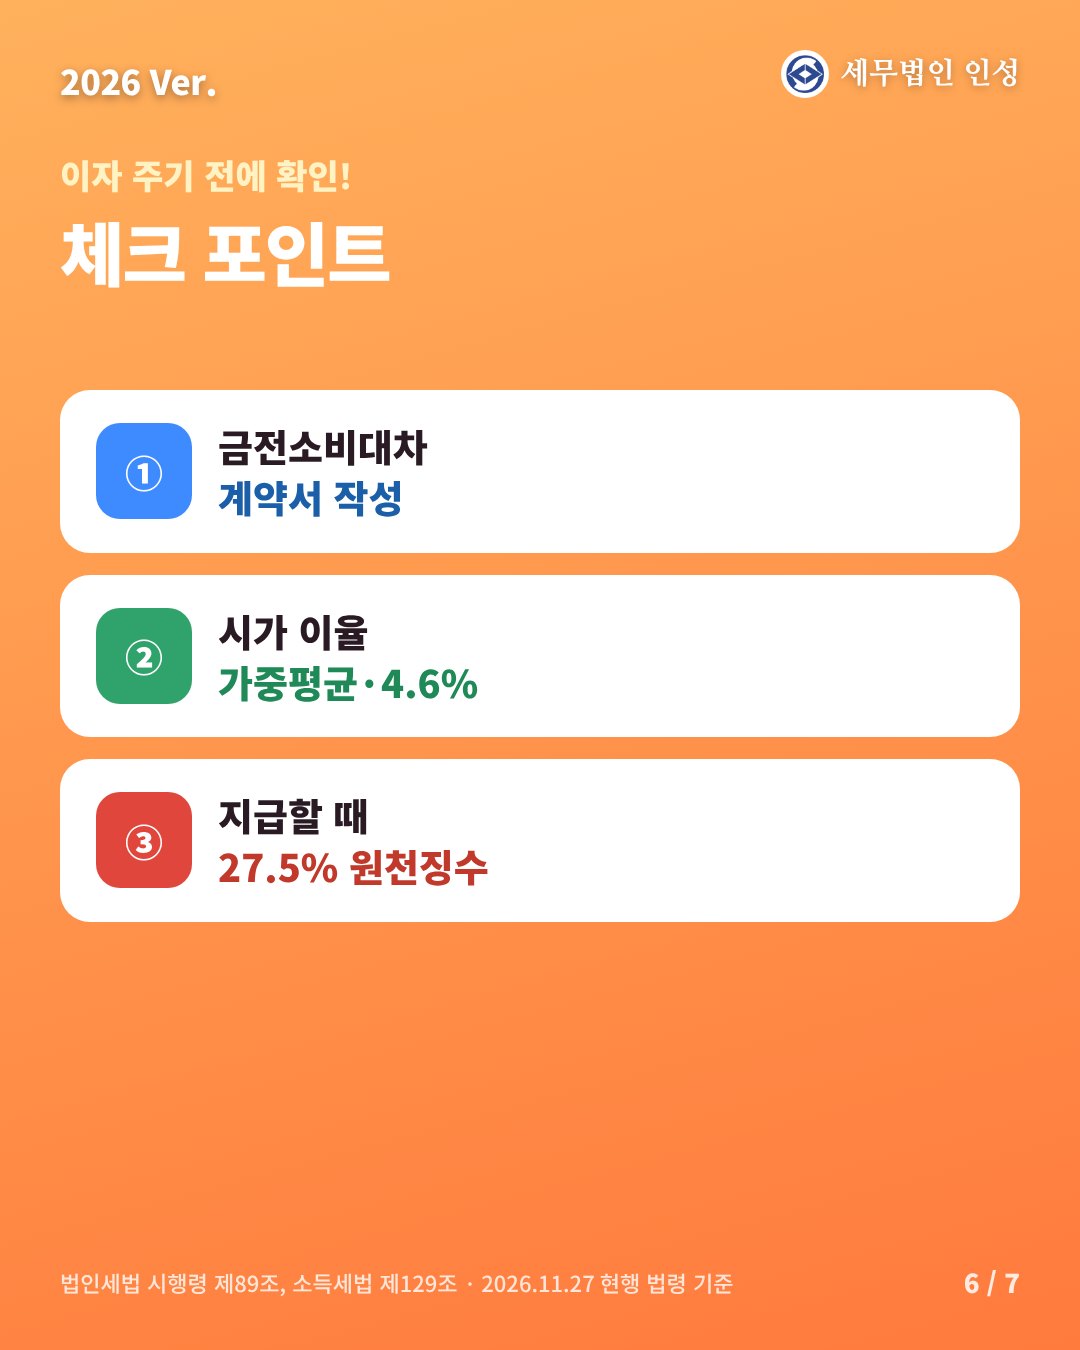 2026 Ver.
세무법인 인성
이자 주기 전에 확인!
체크 포인트
①
금전소비대차
계약서 작성
②
시가 이율
가중평균·4.6%
③
지급할 때
27.5% 원천징수
법인세법 시행령 제89조, 소득세법 제129조 · 2026.11.27 현행 법령 기준
6 / 7